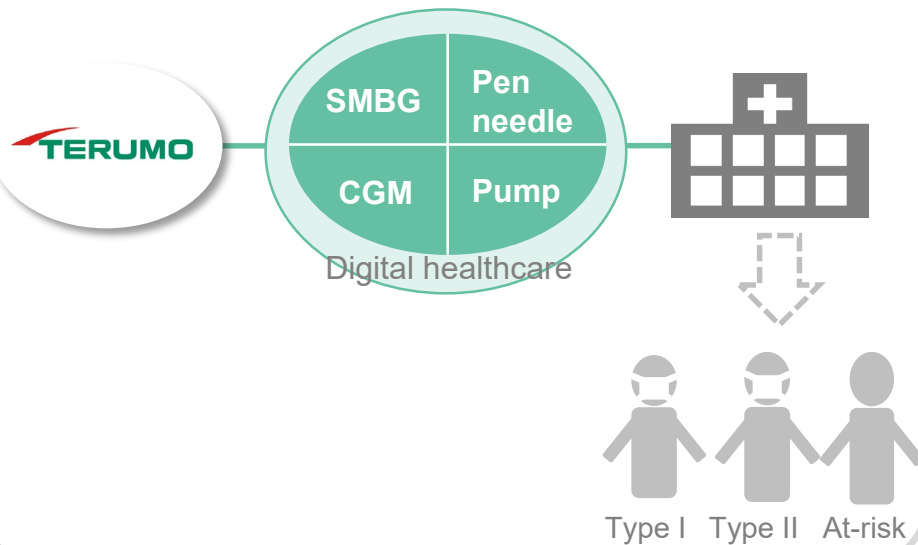 TERUMO
SMBG
Pen
needle
CGM
Pump
Digital healthcare
Type I
Type II
At-risk